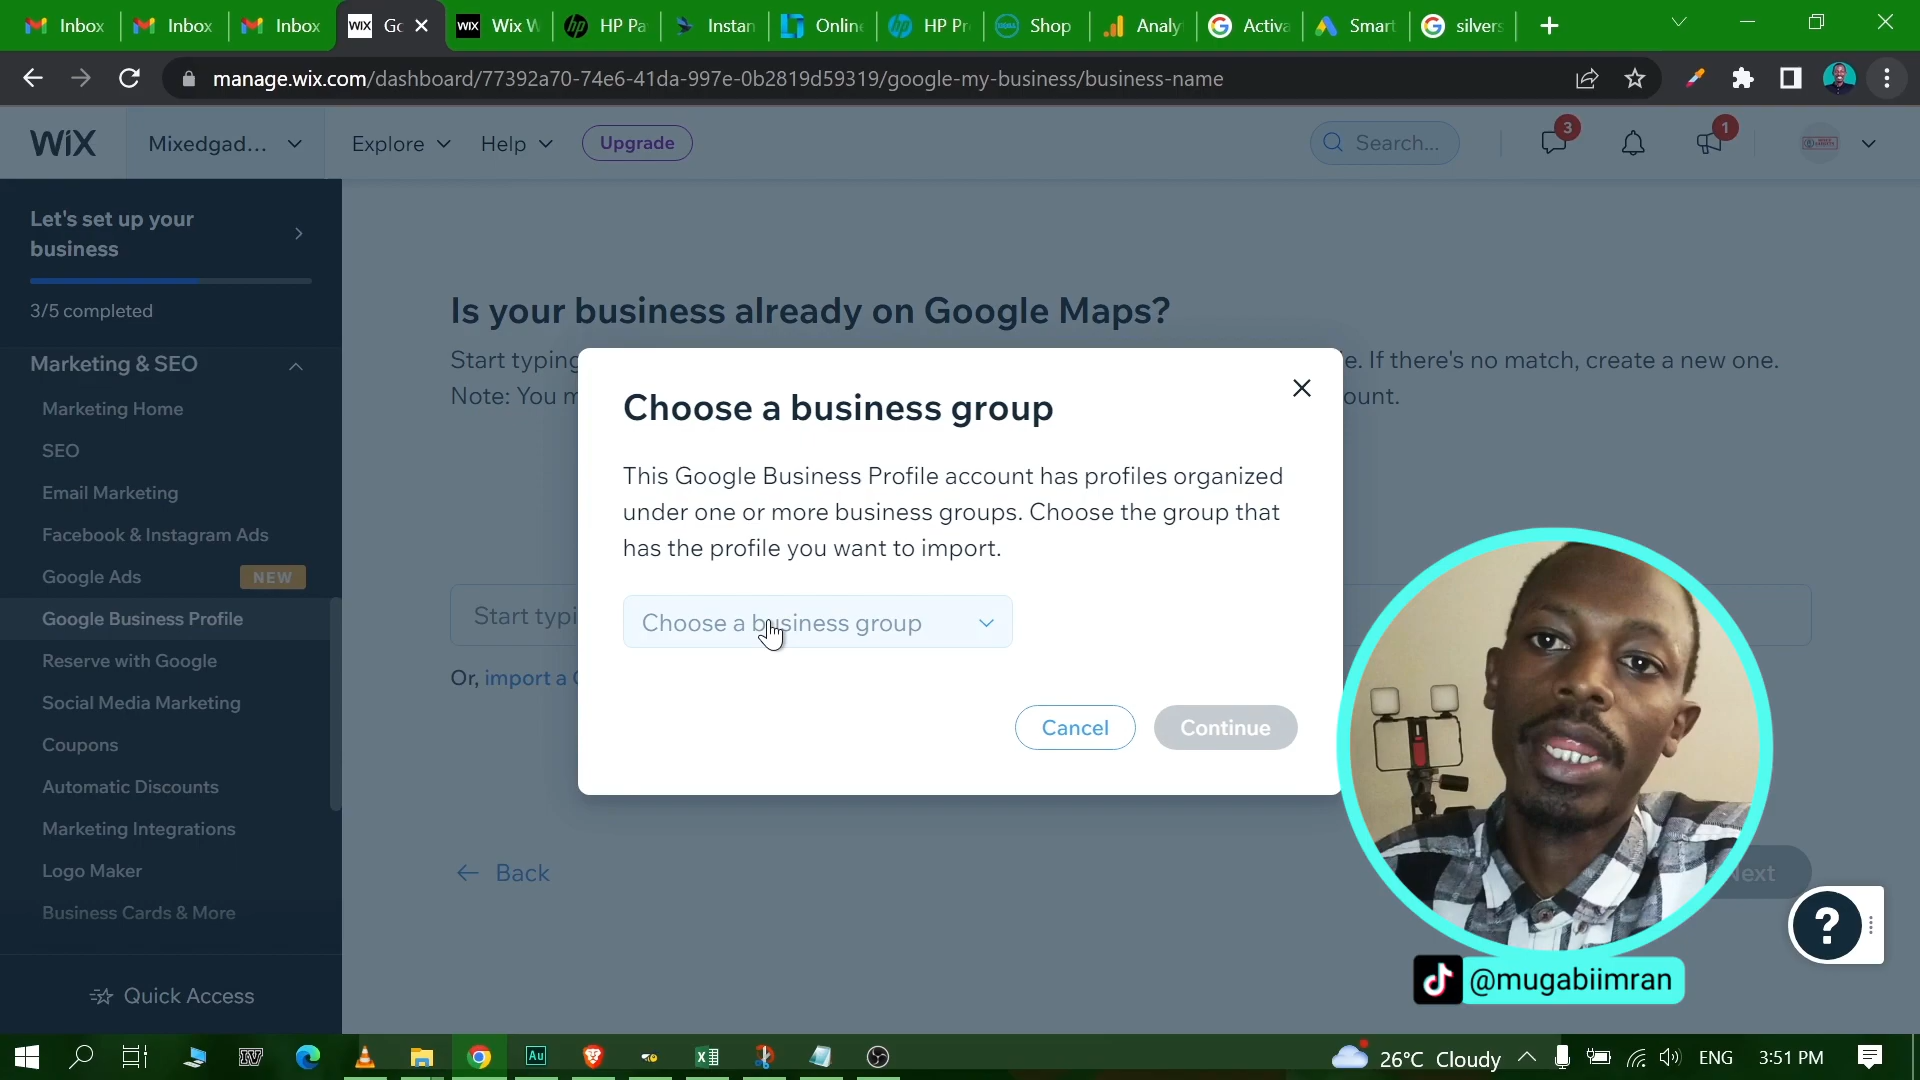 Inbox
Inbox
Inbox
WIX Gc
WIX Wix W
HP Pa
Instan
Online
HP Pr
Shop
Analy
Activa
Smart
silvers
manage.wix.com/dashboard/77392a70-74e6-41da-997e-0b2819d59319/google-my-business/business-name
WIX
Mixedgad...
Explore
Help
Upgrade
Search...
3
1
Let's set up your
business
3/5 completed
Marketing & SEO
Marketing Home
SEO
Email Marketing
Facebook & Instagram Ads
Google Ads NEW
Google Business Profile
Reserve with Google
Social Media Marketing
Coupons
Automatic Discounts
Marketing Integrations
Logo Maker
Business Cards & More
Quick Access
Is your business already on Google Maps?
Start typing
e. If there's no match, create a new one.
Note: You m
ount.
Choose a business group
This Google Business Profile account has profiles organized
under one or more business groups. Choose the group that
has the profile you want to import.
Start typi
Choose a business group
Or, import a
Cancel
Continue
Back
Next
?
@mugabiimran
Au
26°C Cloudy
ENG
3:51 PM